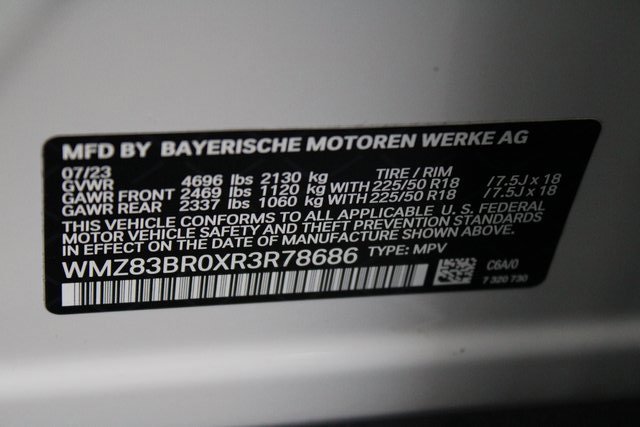 MFD BY BAYERISCHE MOTOREN WERKE AG
07/23 TIRE / RIM
GVWR 4696 lbs 2130 kg
GAWR FRONT 2469 lbs 1120 kg WITH 225/50 R18 /7.5J x 18
GAWR REAR 2337 lbs 1060 kg WITH 225/50 R18 /7.5J x 18
THIS VEHICLE CONFORMS TO ALL APPLICABLE U.S. FEDERAL
MOTOR VEHICLE SAFETY AND THEFT PREVENTION STANDARDS
IN EFFECT ON THE DATE OF MANUFACTURE SHOWN ABOVE.
WMZ83BR0XR3R78686 TYPE: MPV
C6A/0
7 320 730